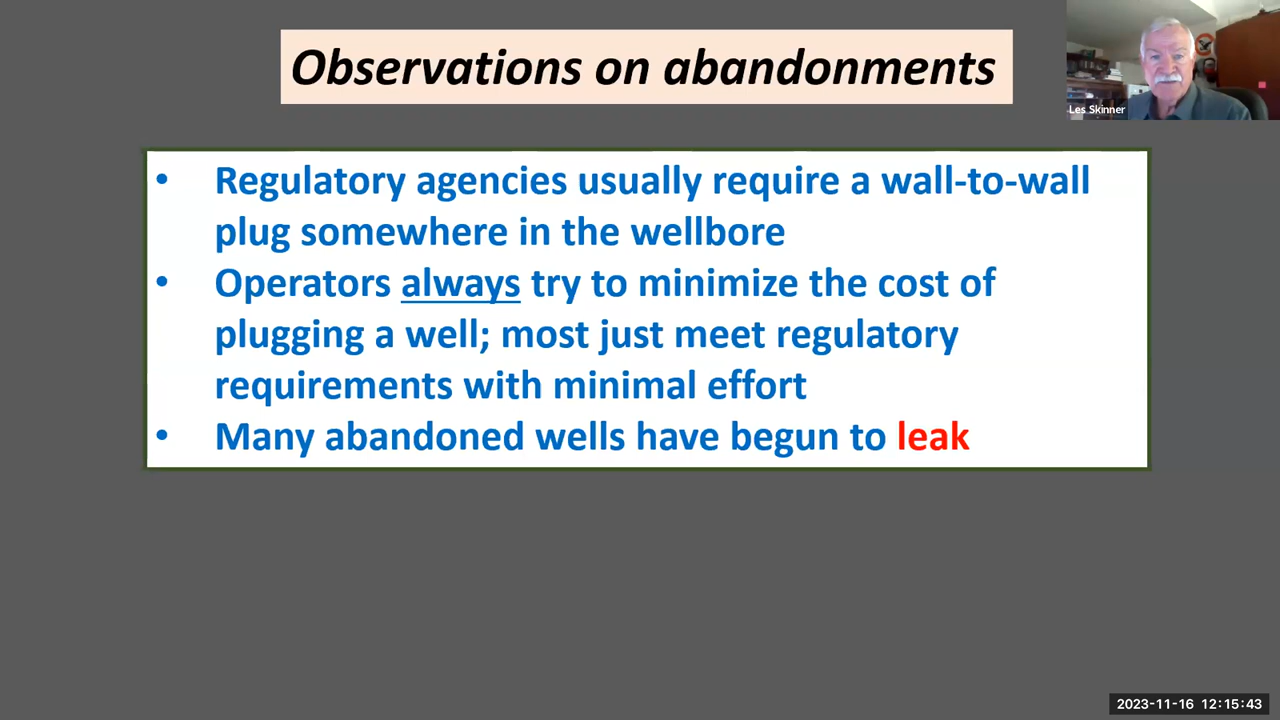 Observations on abandonments
Les Skinner
• Regulatory agencies usually require a wall-to-wall
plug somewhere in the wellbore
• Operators always try to minimize the cost of
plugging a well; most just meet regulatory
requirements with minimal effort
• Many abandoned wells have begun to leak
2023-11-16 12:15:43